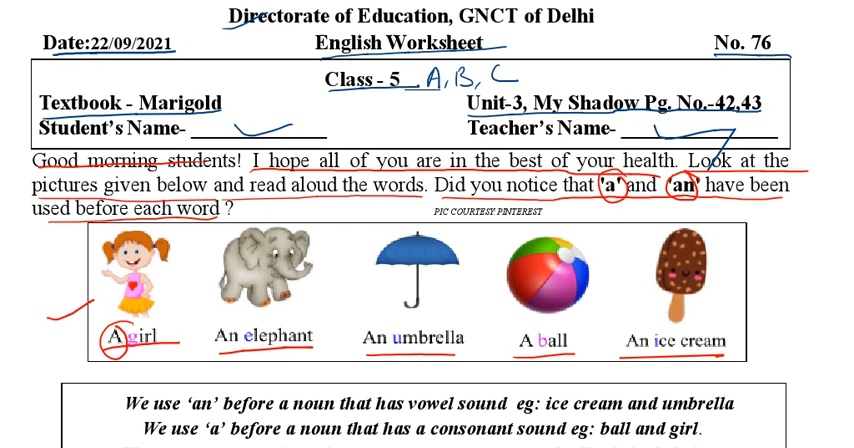 Directorate of Education, GNCT of Delhi
Date:22/09/2021 English Worksheet No. 76
Class - 5 A, B, C
Textbook - Marigold Unit-3, My Shadow Pg. No.-42,43
Student's Name- Teacher's Name-
Good morning students! I hope all of you are in the best of your health. Look at the
pictures given below and read aloud the words. Did you notice that 'a' and 'an' have been
used before each word ?
PIC COURTESY PINTEREST
A girl An elephant An umbrella A ball An ice cream
We use 'an' before a noun that has vowel sound eg: ice cream and umbrella
We use 'a' before a noun that has a consonant sound eg: ball and girl.